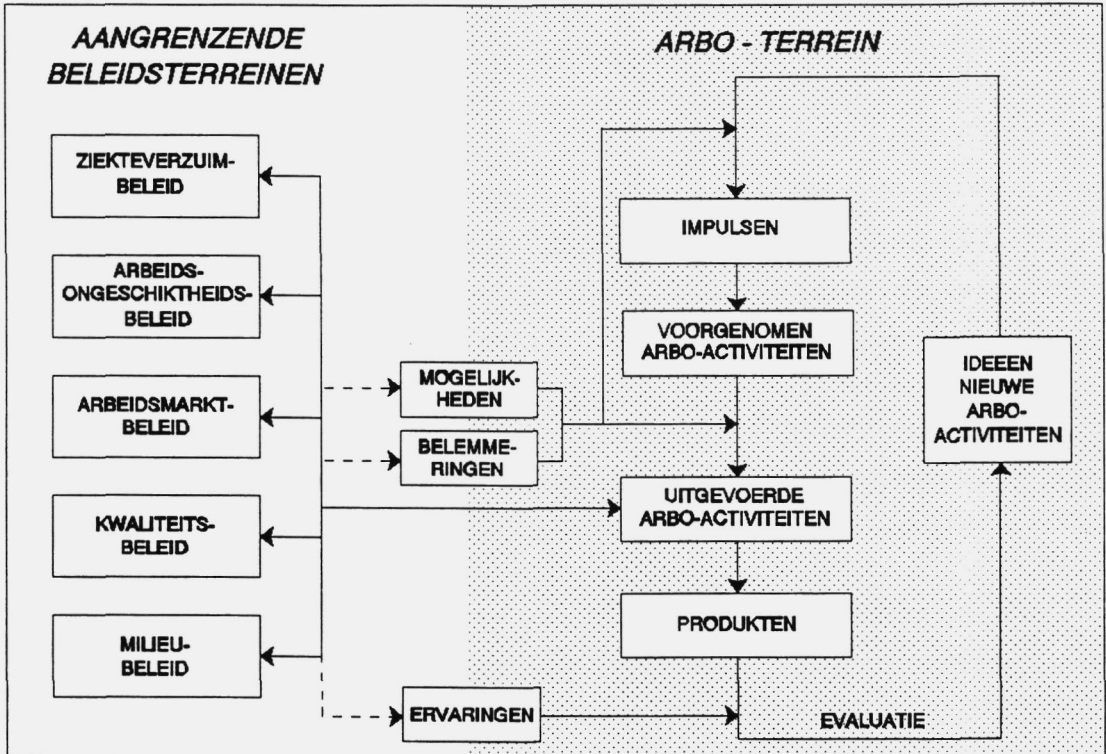 AANGRENZENDE
BELEIDSTERREINEN
ZIEKTEVERZUIM-
BELEID
ARBEIDS-
ONGESCHIKTHEIDS-
BELEID
ARBEIDSMARKT-
BELEID
KWALITEITS-
BELEID
MILIEU-
BELEID
MOGELIJK-
HEDEN
BELEMME-
RINGEN
ERVARINGEN
ARBO - TERREIN
IMPULSEN
VOORGENOMEN
ARBO-ACTIVITEITEN
UITGEVOERDE
ARBO-ACTIVITEITEN
PRODUKTEN
EVALUATIE
IDEEEN
NIEUWE
ARBO-
ACTIVITEITEN